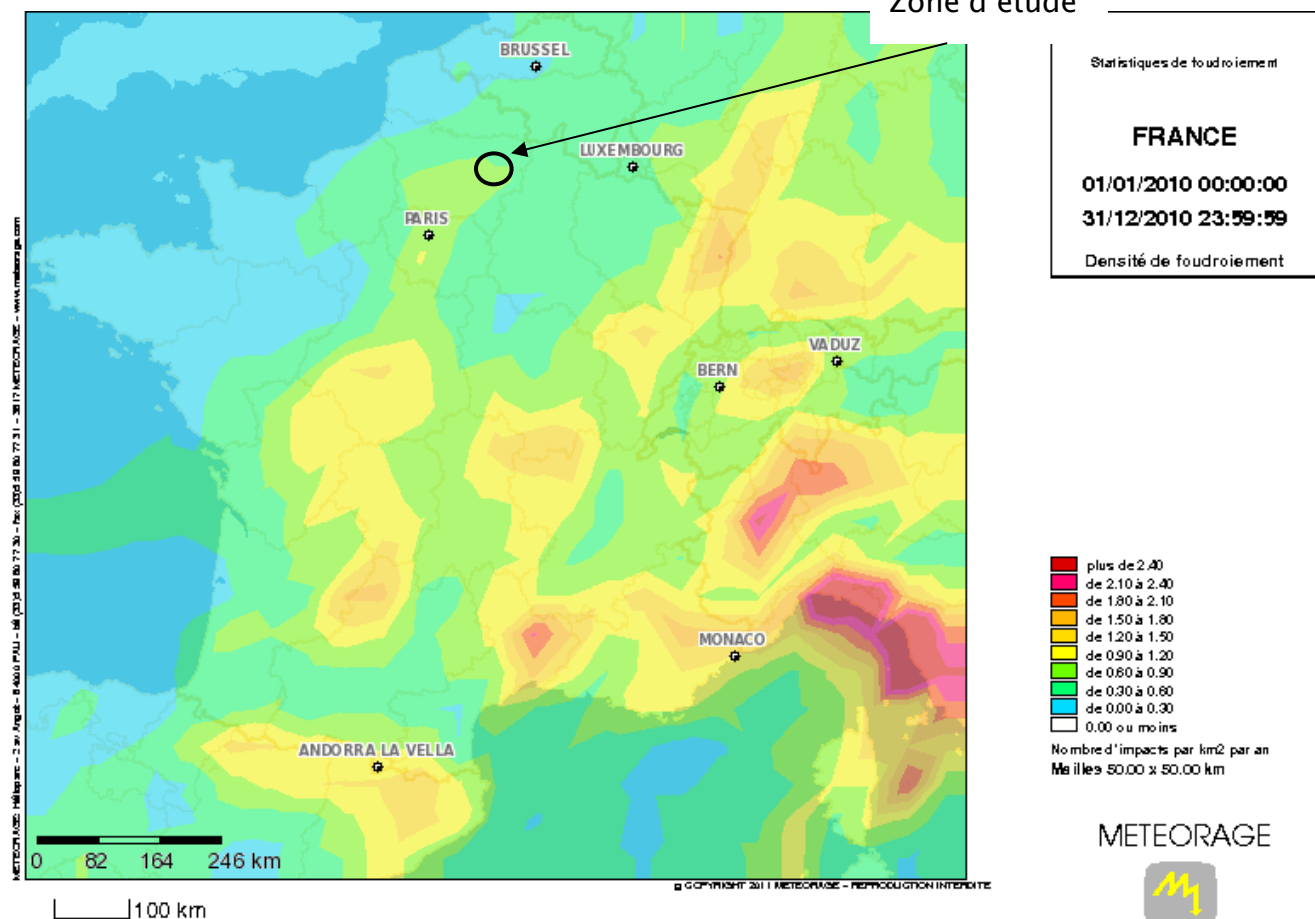 Zone d'étude
BRUSSEL
LUXEMBOURG
PARIS
BERN
VADUZ
MONACO
ANDORRA LA VELLA
0 82 164 246 km
100 km
Statistiques de foudroiement
FRANCE
01/01/2010 00:00:00
31/12/2010 23:59:59
Densité de foudroiement
plus de 2.40
de 2.10 à 2.40
de 1.80 à 2.10
de 1.50 à 1.80
de 1.20 à 1.50
de 0.90 à 1.20
de 0.60 à 0.90
de 0.30 à 0.60
de 0.00 à 0.30
0.00 ou moins
Nombre d'impacts par km2 par an
Mailles 50.00 x 50.00 km
METEORAGE
© COPYRIGHT 2011 METEORAGE - REPRODUCTION INTERDITE